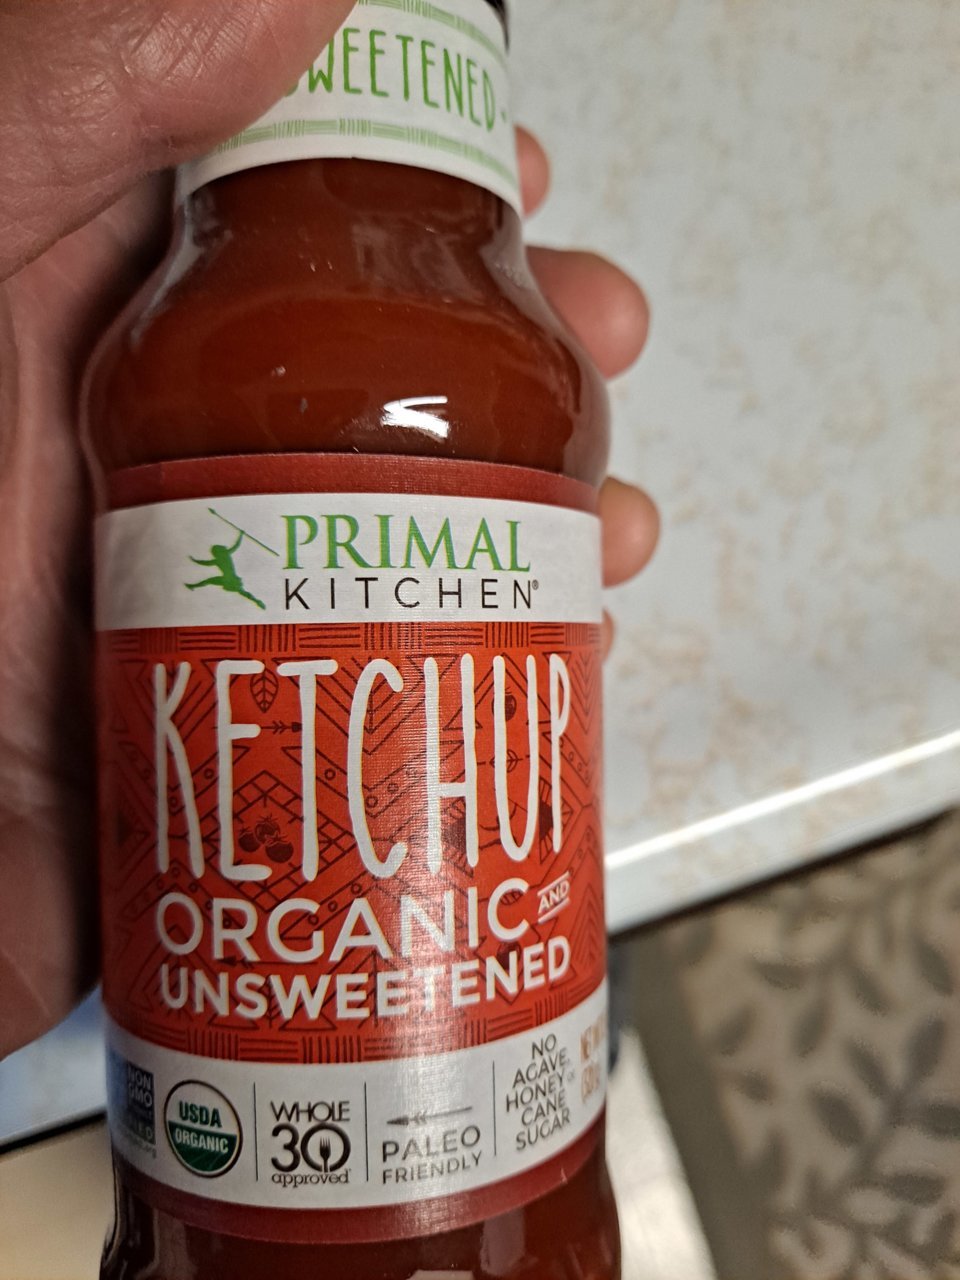 WEETENED
PRIMAL
KITCHEN®
KETCHUP
ORGANIC AND
UNSWEETENED
NON
GMO
USDA
ORGANIC
WHOLE
30
approved
PALEO
FRIENDLY
NO
AGAVE,
HONEY OR
CANE
SUGAR